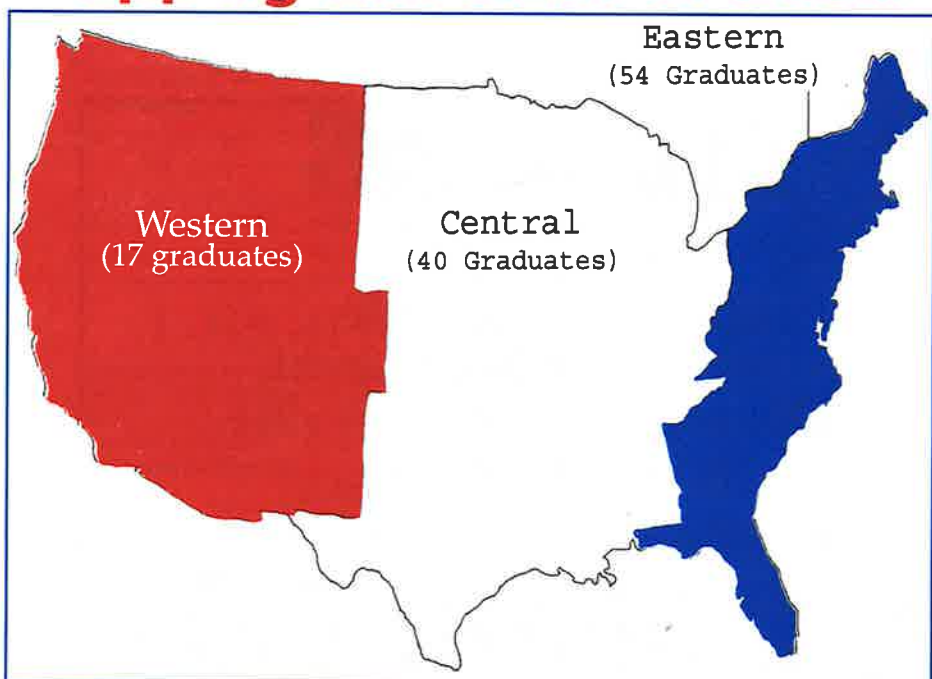 Eastern
(54 Graduates)
Western
(17 graduates)
Central
(40 Graduates)